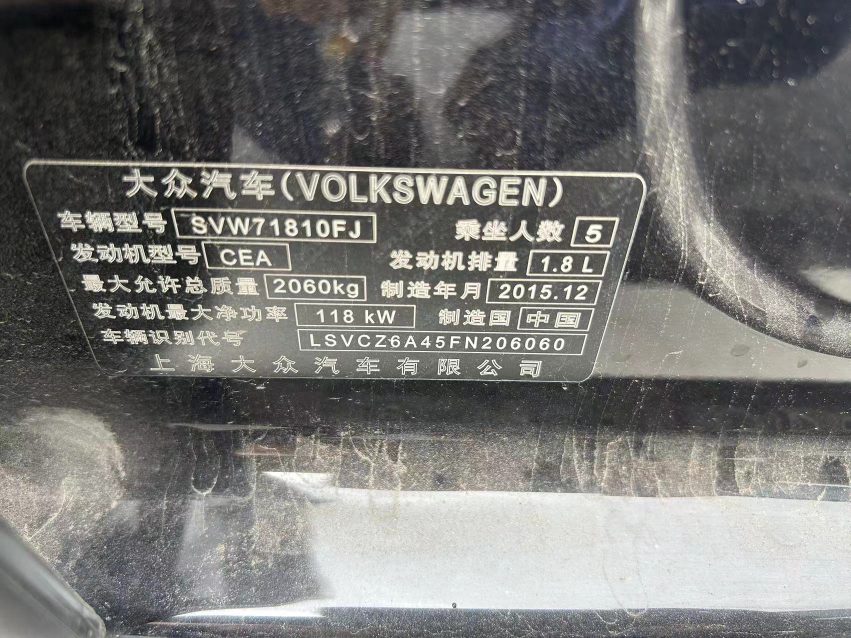 大众汽车(VOLKSWAGEN)
车辆型号 SVW71810FJ 乘坐人数 5
发动机型号 CEA 发动机排量 1.8 L
最大允许总质量 2060kg 制造年月 2015.12
发动机最大净功率 118 kW 制造国 中国
车辆识别代号 LSVCZ6A45FN206060
上海大众汽车有限公司